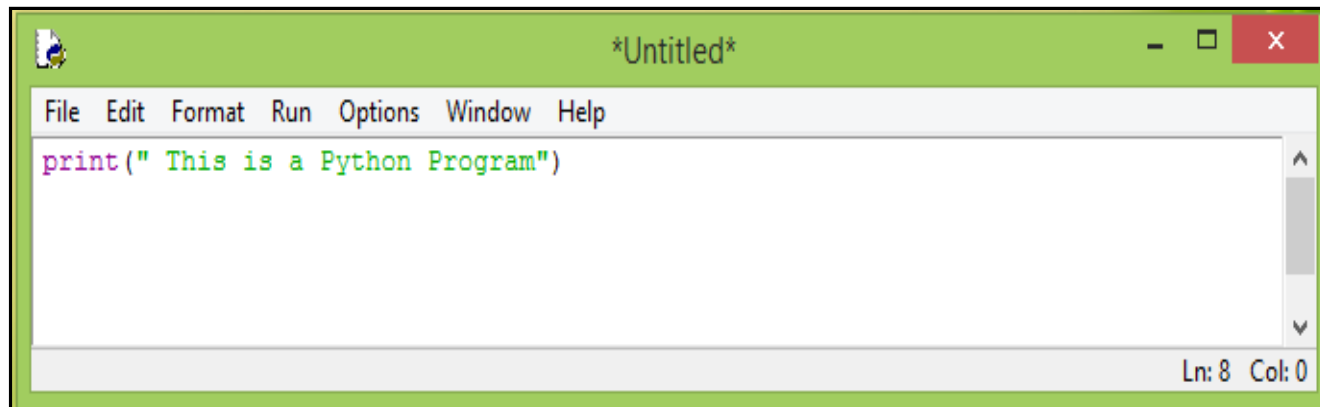 *Untitled*
File Edit Format Run Options Window Help
print(" This is a Python Program")
Ln: 8 Col: 0